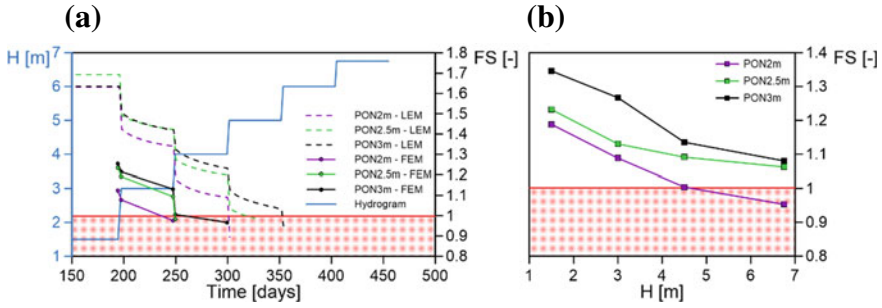 (a)
(b)
H [m]
7
6
5
4
3
2
1
1.8
1.7
1.6
1.5
1.4
1.3
1.2
1.1
1
0.9
0.8
FS [-]
PON2m - LEM
PON2.5m - LEM
PON3m - LEM
PON2m - FEM
PON2.5m - FEM
PON3m - FEM
Hydrogram
150 200 250 300 350 400 450 500
Time [days]
1.4
1.3
1.2
1.1
1
0.9
0.8
FS [-]
PON2m
PON2.5m
PON3m
1 2 3 4 5 6 7
H [m]